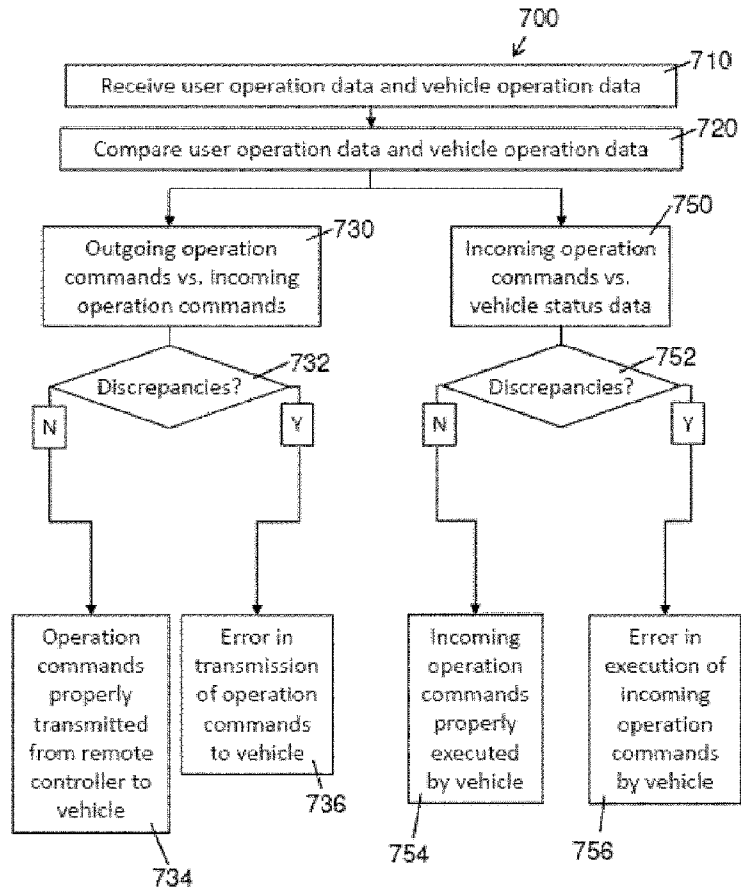 700
Receive user operation data and vehicle operation data
710
Compare user operation data and vehicle operation data
720
Outgoing operation
commands vs. incoming
operation commands
730
Incoming operation
commands vs.
vehicle status data
750
Discrepancies?
732
Discrepancies?
752
N
Y
N
Y
Operation
commands
properly
transmitted
from remote
controller to
vehicle
734
Error in
transmission
of operation
commands
to vehicle
736
Incoming
operation
commands
properly
executed
by vehicle
754
Error in
execution of
incoming
operation
commands
by vehicle
756